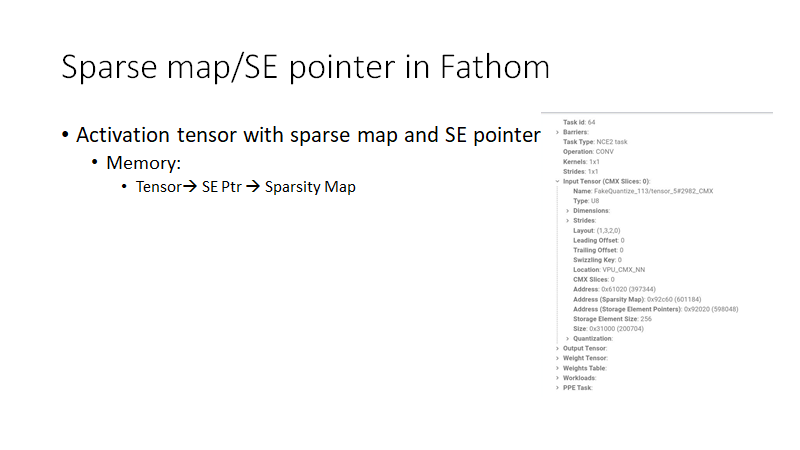 Sparse map/SE pointer in Fathom
• Activation tensor with sparse map and SE pointer
• Memory:
• Tensor→ SE Ptr → Sparsity Map
Task id: 64
Barriers:
Task Type: NCE2 task
Operation: CONV
Kernels: 1x1
Strides: 1x1
Input Tensor (CMX Slices: 0):
Name: FakeQuantize_113/tensor_5#2982_CMX
Type: U8
Dimensions:
Strides:
Layout: (1,3,2,0)
Leading Offset: 0
Trailing Offset: 0
Swizzling Key: 0
Location: VPU_CMX_NN
CMX Slices: 0
Address: 0x61020 (397344)
Address (Sparsity Map): 0x92c60 (601184)
Address (Storage Element Pointers): 0x92020 (598048)
Storage Element Size: 256
Size: 0x31000 (200704)
Quantization:
Output Tensor:
Weight Tensor:
Weights Table:
Workloads:
PPE Task: